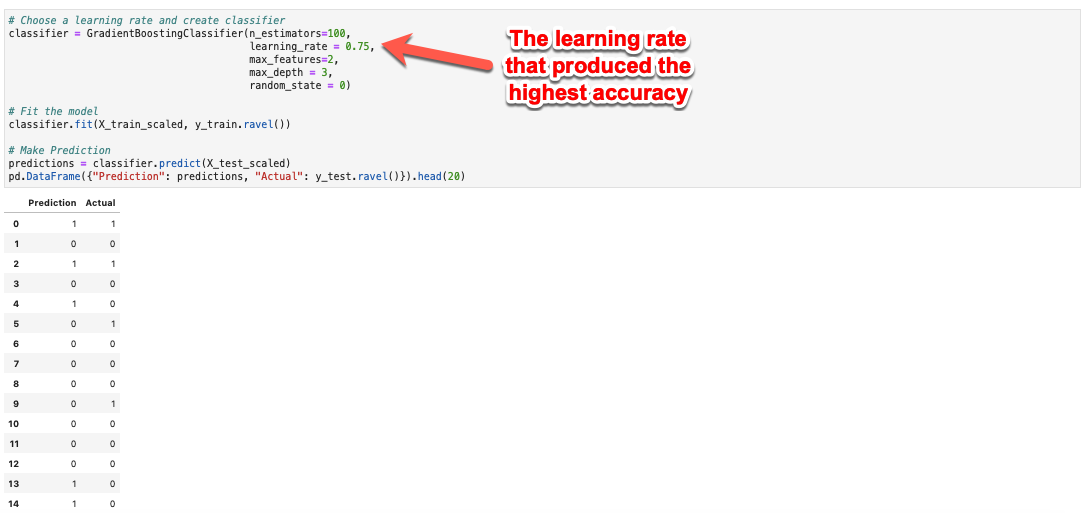 # Choose a learning rate and create classifier
classifier = GradientBoostingClassifier(n_estimators=100,
learning_rate = 0.75,
max_features=2,
max_depth = 3,
random_state = 0)
The learning rate
that produced the
highest accuracy
# Fit the model
classifier.fit(X_train_scaled, y_train.ravel())
# Make Prediction
predictions = classifier.predict(X_test_scaled)
pd.DataFrame({"Prediction": predictions, "Actual": y_test.ravel()}).head(20)
Prediction Actual
0 1 1
1 0 0
2 1 1
3 0 0
4 1 0
5 0 1
6 0 0
7 0 0
8 0 0
9 0 1
10 0 0
11 0 0
12 0 0
13 1 0
14 1 0